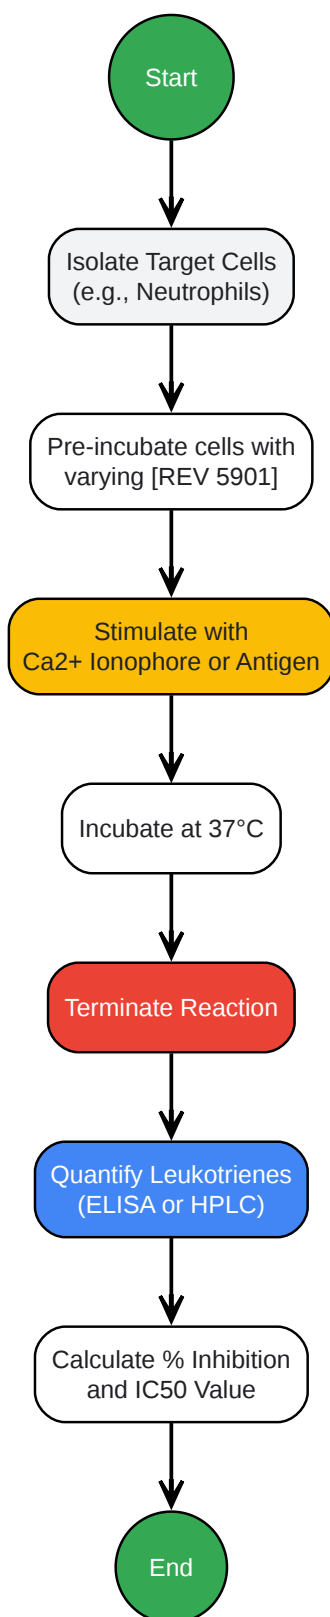 Start
Isolate Target Cells
(e.g., Neutrophils)
Pre-incubate cells with
varying [REV 5901]
Stimulate with
Ca2+ Ionophore or Antigen
Incubate at 37°C
Terminate Reaction
Quantify Leukotrienes
(ELISA or HPLC)
Calculate % Inhibition
and IC50 Value
End